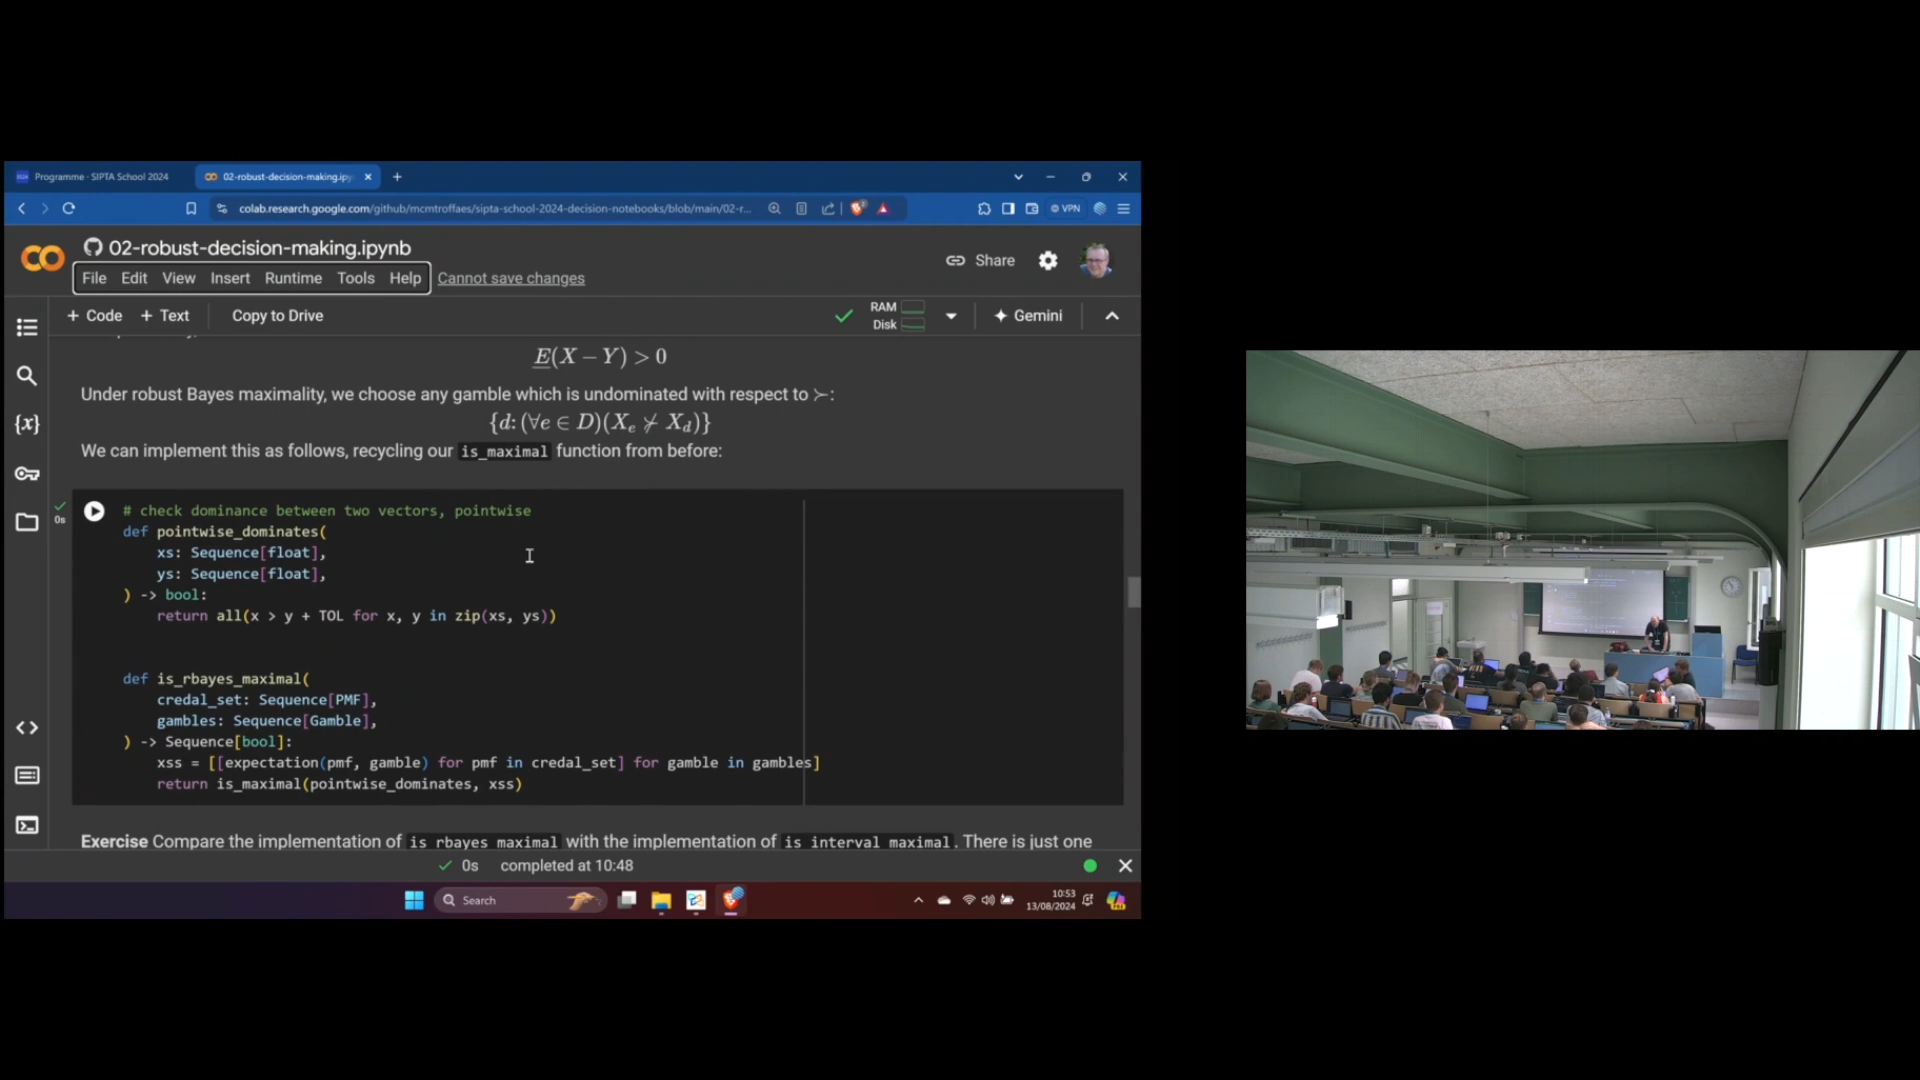 Programme - SIPTA School 2024
02-robust-decision-making.ipy
colab.research.google.com/github/mcmtroffaes/sipta-school-2024-decision-notebooks/blob/main/02-r...
VPN
02-robust-decision-making.ipynb
Share
File Edit View Insert Runtime Tools Help Cannot save changes
+ Code + Text Copy to Drive
RAM
Disk
Gemini
E(X − Y) > 0
Under robust Bayes maximality, we choose any gamble which is undominated with respect to ≻:
{d: (∀e ∈ D)(Xₑ ⊁ X_d)}
We can implement this as follows, recycling our is_maximal function from before:
0s
# check dominance between two vectors, pointwise
def pointwise_dominates(
xs: Sequence[float],
ys: Sequence[float],
) -> bool:
return all(x > y + TOL for x, y in zip(xs, ys))
def is_rbayes_maximal(
credal_set: Sequence[PMF],
gambles: Sequence[Gamble],
) -> Sequence[bool]:
xss = [[expectation(pmf, gamble) for pmf in credal_set] for gamble in gambles]
return is_maximal(pointwise_dominates, xss)
Exercise Compare the implementation of is_rbayes_maximal with the implementation of is_interval_maximal. There is just one
0s completed at 10:48
Search
10:53
13/08/2024